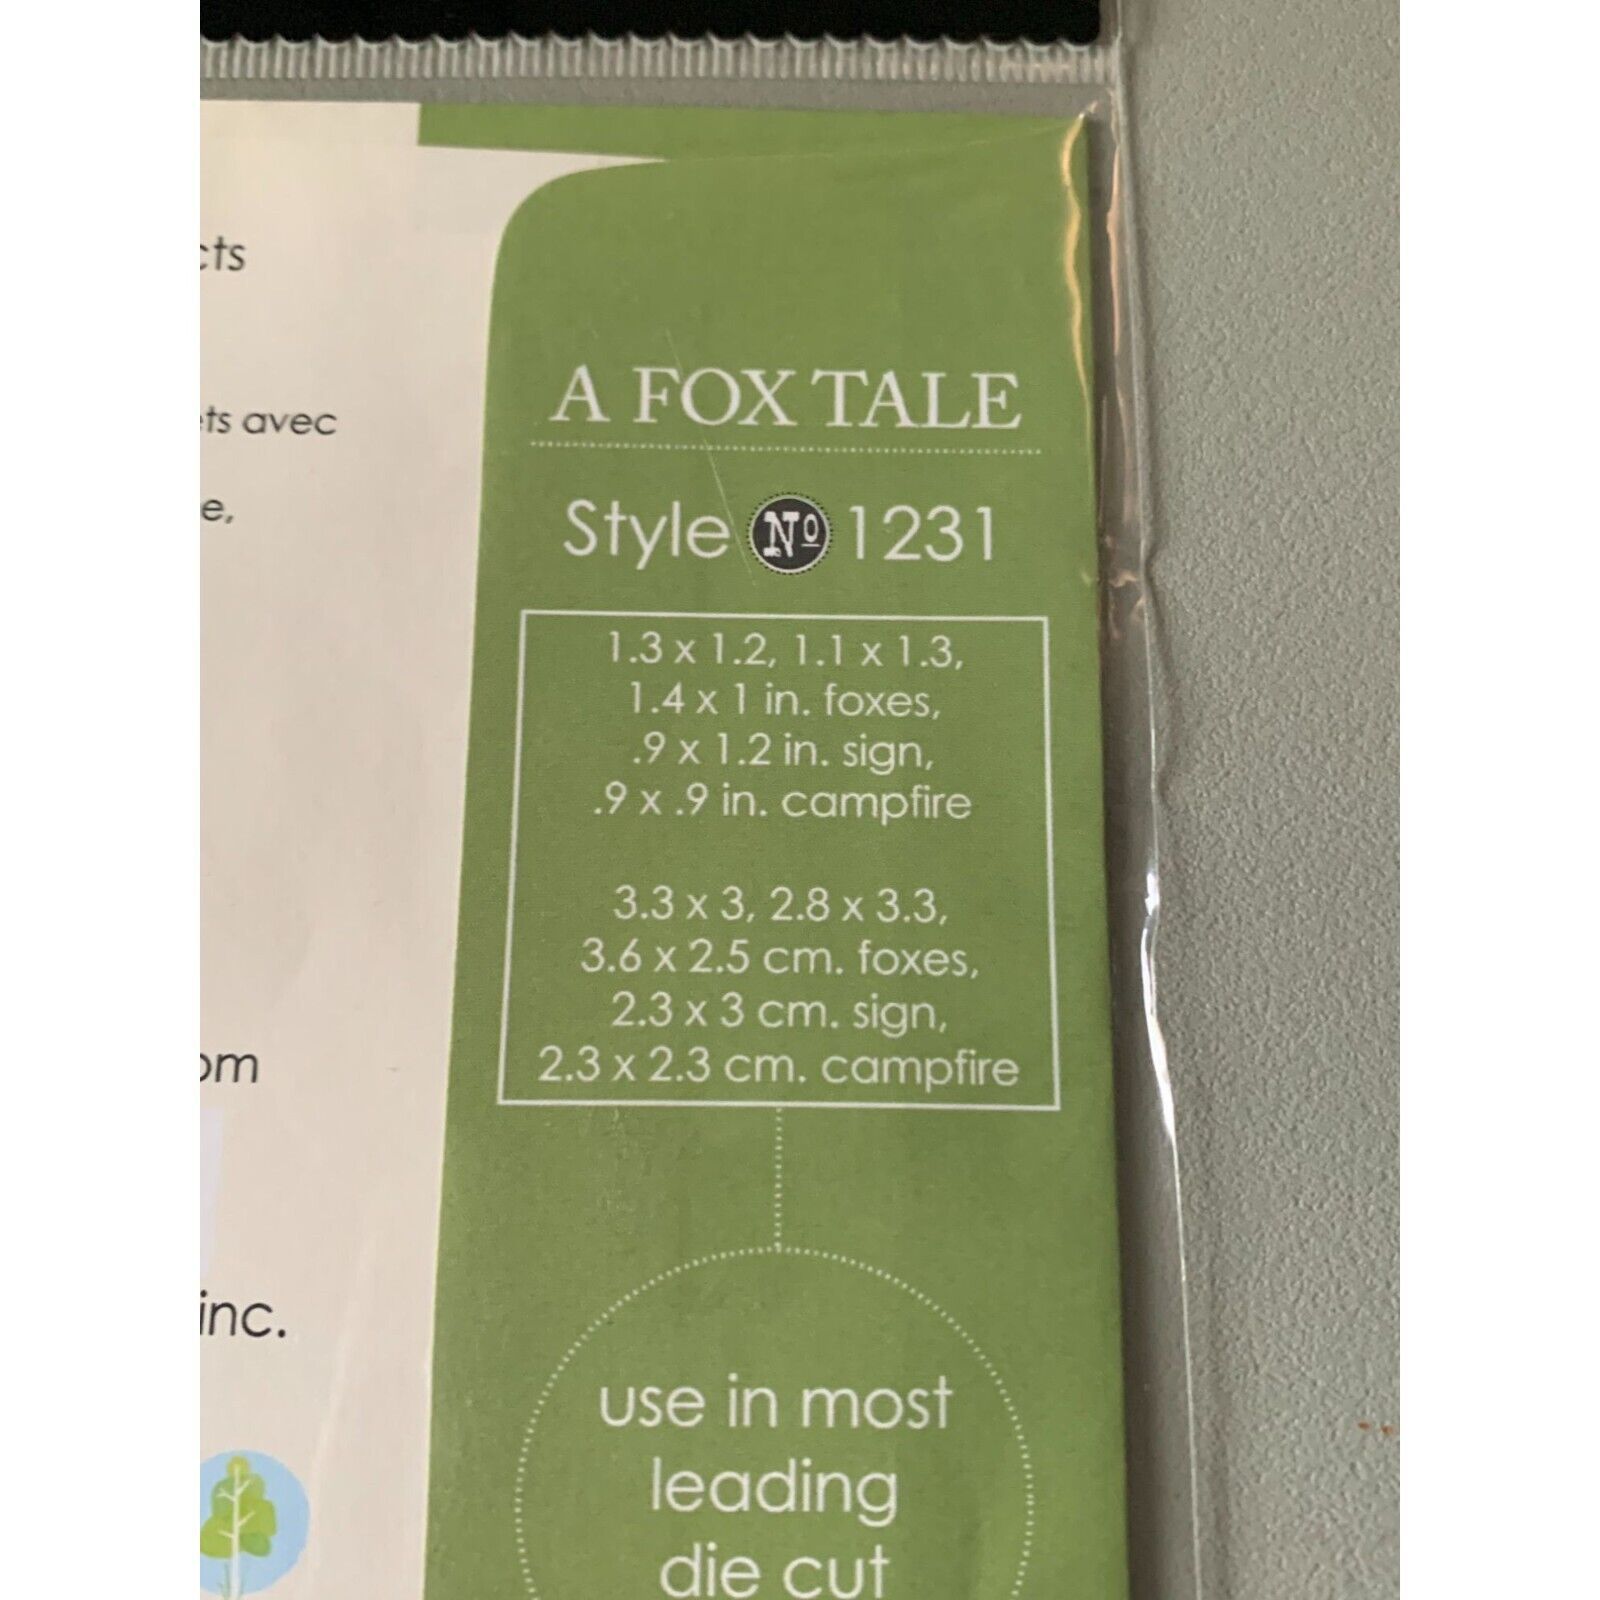 A FOX TALE
Style No 1231
1.3 x 1.2, 1.1 x 1.3,
1.4 x 1 in. foxes,
.9 x 1.2 in. sign,
.9 x .9 in. campfire
3.3 x 3, 2.8 x 3.3,
3.6 x 2.5 cm. foxes,
2.3 x 3 cm. sign,
2.3 x 2.3 cm. campfire
use in most
leading
die cut
cts
ts avec
e,
om
inc.